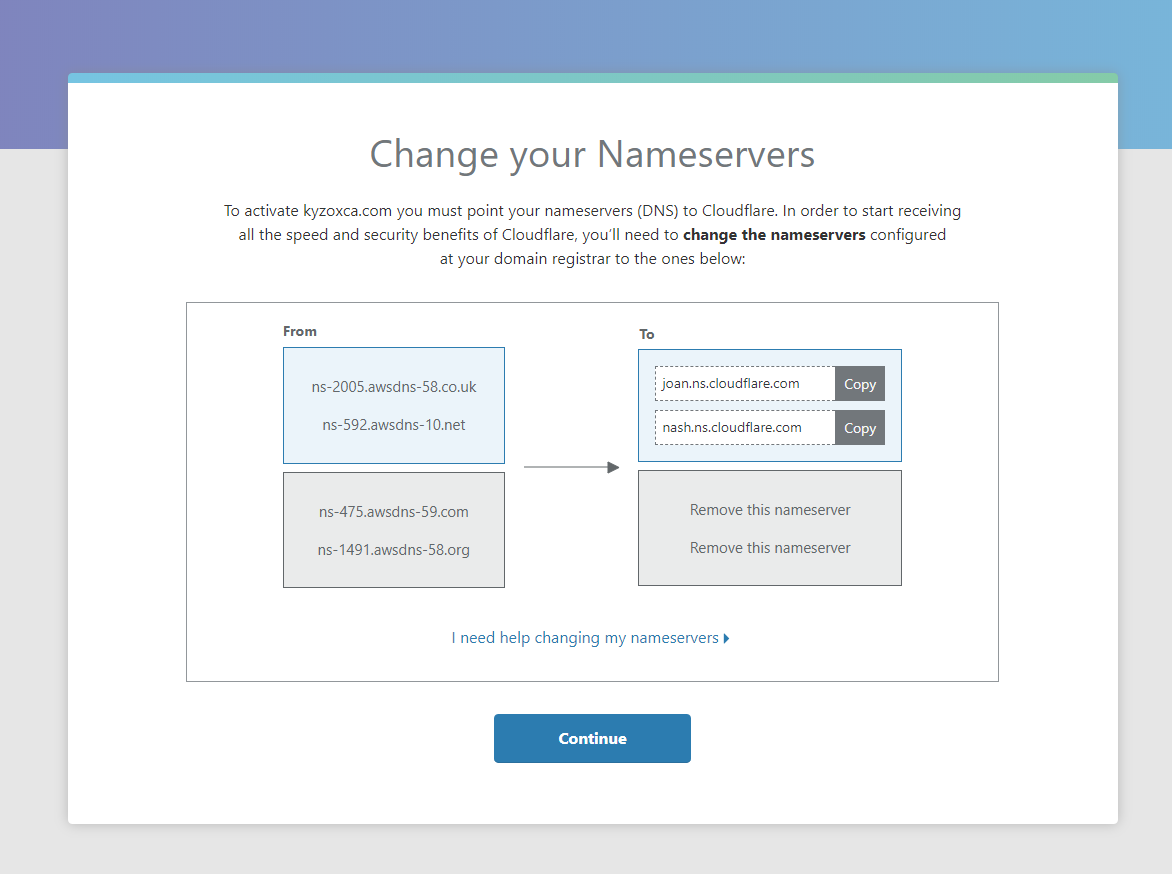 Change your Nameservers
To activate kyzoxca.com you must point your nameservers (DNS) to Cloudflare. In order to start receiving
all the speed and security benefits of Cloudflare, you'll need to change the nameservers configured
at your domain registrar to the ones below:
From
ns-2005.awsdns-58.co.uk
ns-592.awsdns-10.net
ns-475.awsdns-59.com
ns-1491.awsdns-58.org
To
joan.ns.cloudflare.com Copy
nash.ns.cloudflare.com Copy
Remove this nameserver
Remove this nameserver
I need help changing my nameservers
Continue